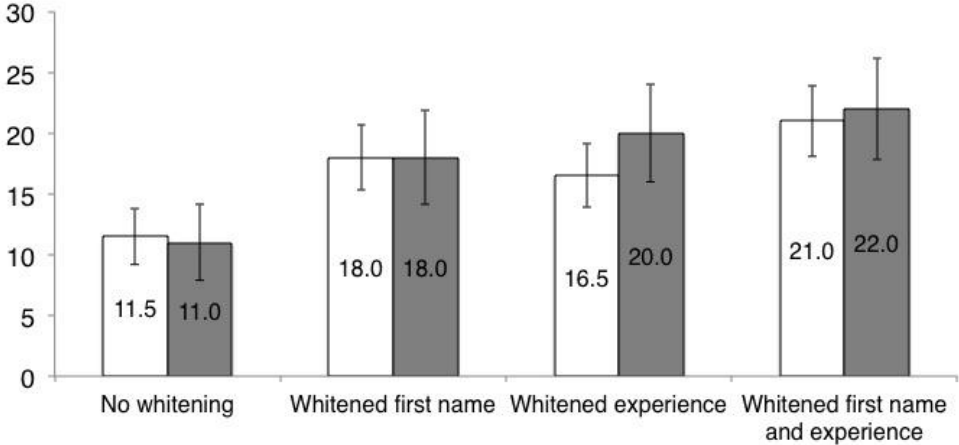 30
25
20
15
10
5
0
11.5 11.0
18.0 18.0
16.5 20.0
21.0 22.0
No whitening
Whitened first name
Whitened experience
Whitened first name
and experience